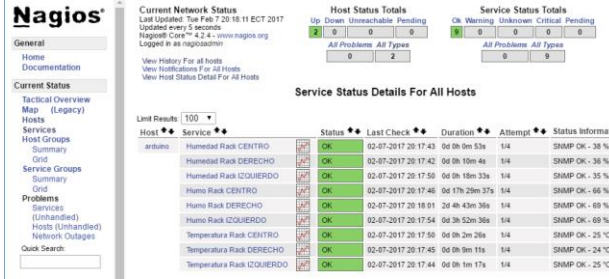 Nagios®
General
Home
Documentation
Current Status
Tactical Overview
Map (Legacy)
Hosts
Services
Host Groups
Summary
Grid
Service Groups
Summary
Grid
Problems
Services
(Unhandled)
Hosts (Unhandled)
Network Outages
Quick Search:
Current Network Status
Last Updated: Tue Feb 7 20:18:11 ECT 2017
Updated every 5 seconds
Nagios® Core™ 4.2.4 - www.nagios.org
Logged in as nagiosadmin
View History For all hosts
View Notifications For All Hosts
View Host Status Detail For All Hosts
Host Status Totals
Up Down Unreachable Pending
2 0 0 0
All Problems All Types
0 2
Service Status Totals
Ok Warning Unknown Critical Pending
9 0 0 0 0
All Problems All Types
0 9
Service Status Details For All Hosts
Limit Results: 100
Host Service Status Last Check Duration Attempt Status Informa
arduino Humedad Rack CENTRO OK 02-07-2017 20:17:43 0d 0h 0m 53s 1/4 SNMP OK - 38 %
Humedad Rack DERECHO OK 02-07-2017 20:17:42 0d 0h 10m 4s 1/4 SNMP OK - 36 %
Humedad Rack IZQUIERDO OK 02-07-2017 20:17:50 0d 0h 18m 33s 1/4 SNMP OK - 35 %
Humo Rack CENTRO OK 02-07-2017 20:17:46 0d 17h 29m 37s 1/4 SNMP OK - 66 %
Humo Rack DERECHO OK 02-07-2017 20:18:01 2d 4h 43m 36s 1/4 SNMP OK - 69 %
Humo Rack IZQUIERDO OK 02-07-2017 20:17:54 0d 3h 52m 36s 1/4 SNMP OK - 69 %
Temperatura Rack CENTRO OK 02-07-2017 20:17:50 0d 0h 2m 26s 1/4 SNMP OK - 25 °C
Temperatura Rack DERECHO OK 02-07-2017 20:17:45 0d 0h 9m 11s 1/4 SNMP OK - 24 °C
Temperatura Rack IZQUIERDO OK 02-07-2017 20:17:44 0d 0h 1m 17s 1/4 SNMP OK - 25 °C